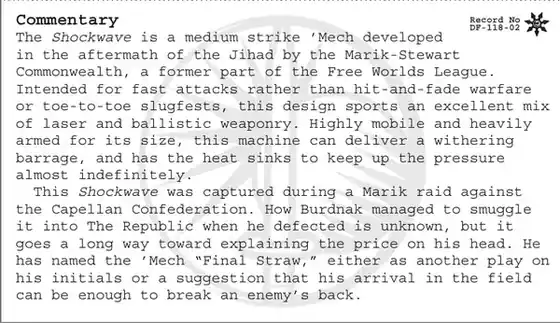 Commentary
Record No
DF-118-02
The Shockwave is a medium strike ’Mech developed
in the aftermath of the Jihad by the Marik-Stewart
Commonwealth, a former part of the Free Worlds League.
Intended for fast attacks rather than hit-and-fade warfare
or toe-to-toe slugfests, this design sports an excellent mix
of laser and ballistic weaponry. Highly mobile and heavily
armed for its size, this machine can deliver a withering
barrage, and has the heat sinks to keep up the pressure
almost indefinitely.
This Shockwave was captured during a Marik raid against
the Capellan Confederation. How Burdnak managed to smuggle
it into The Republic when he defected is unknown, but it
goes a long way toward explaining the price on his head. He
has named the ’Mech “Final Straw,” either as another play on
his initials or a suggestion that his arrival in the field
can be enough to break an enemy’s back.